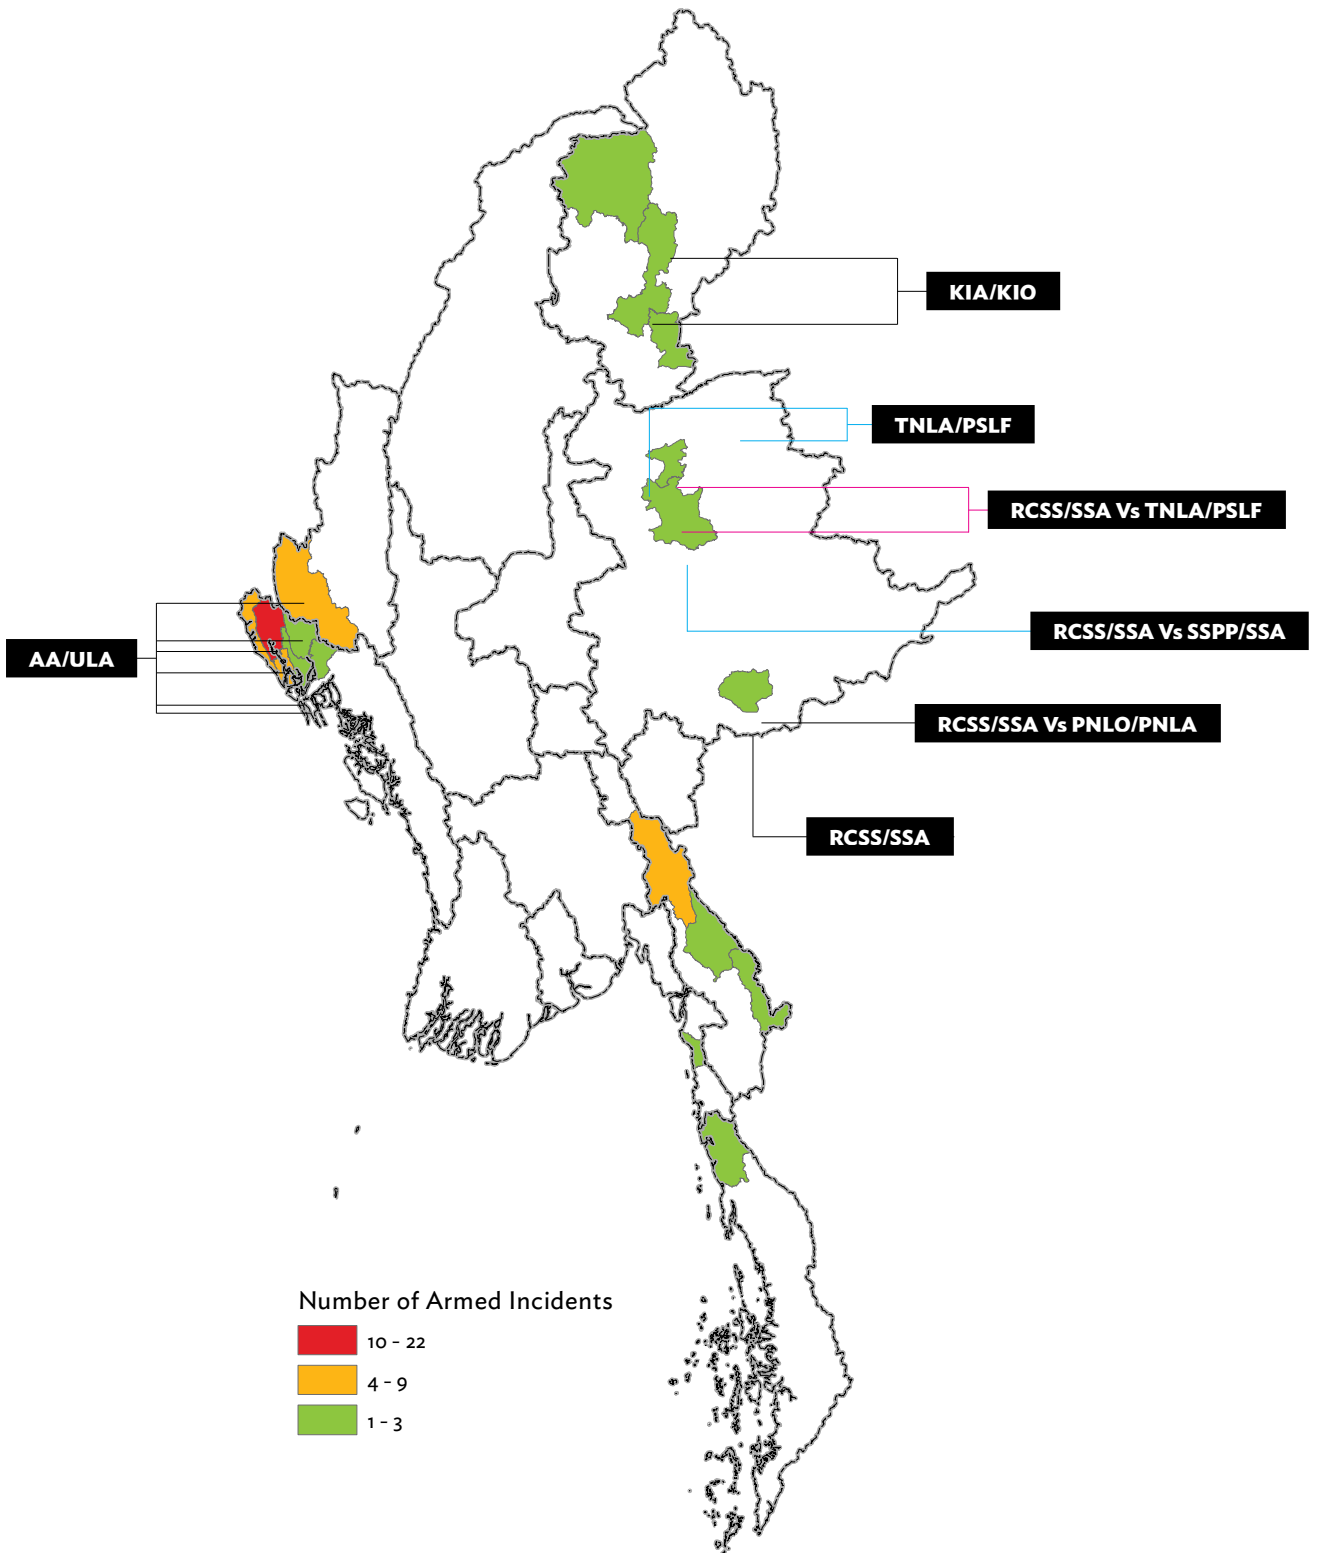 KIA/KIO
TNLA/PSLF
RCSS/SSA Vs TNLA/PSLF
RCSS/SSA Vs SSPP/SSA
AA/ULA
RCSS/SSA Vs PNLO/PNLA
RCSS/SSA
Number of Armed Incidents
10 - 22
4 - 9
1 - 3